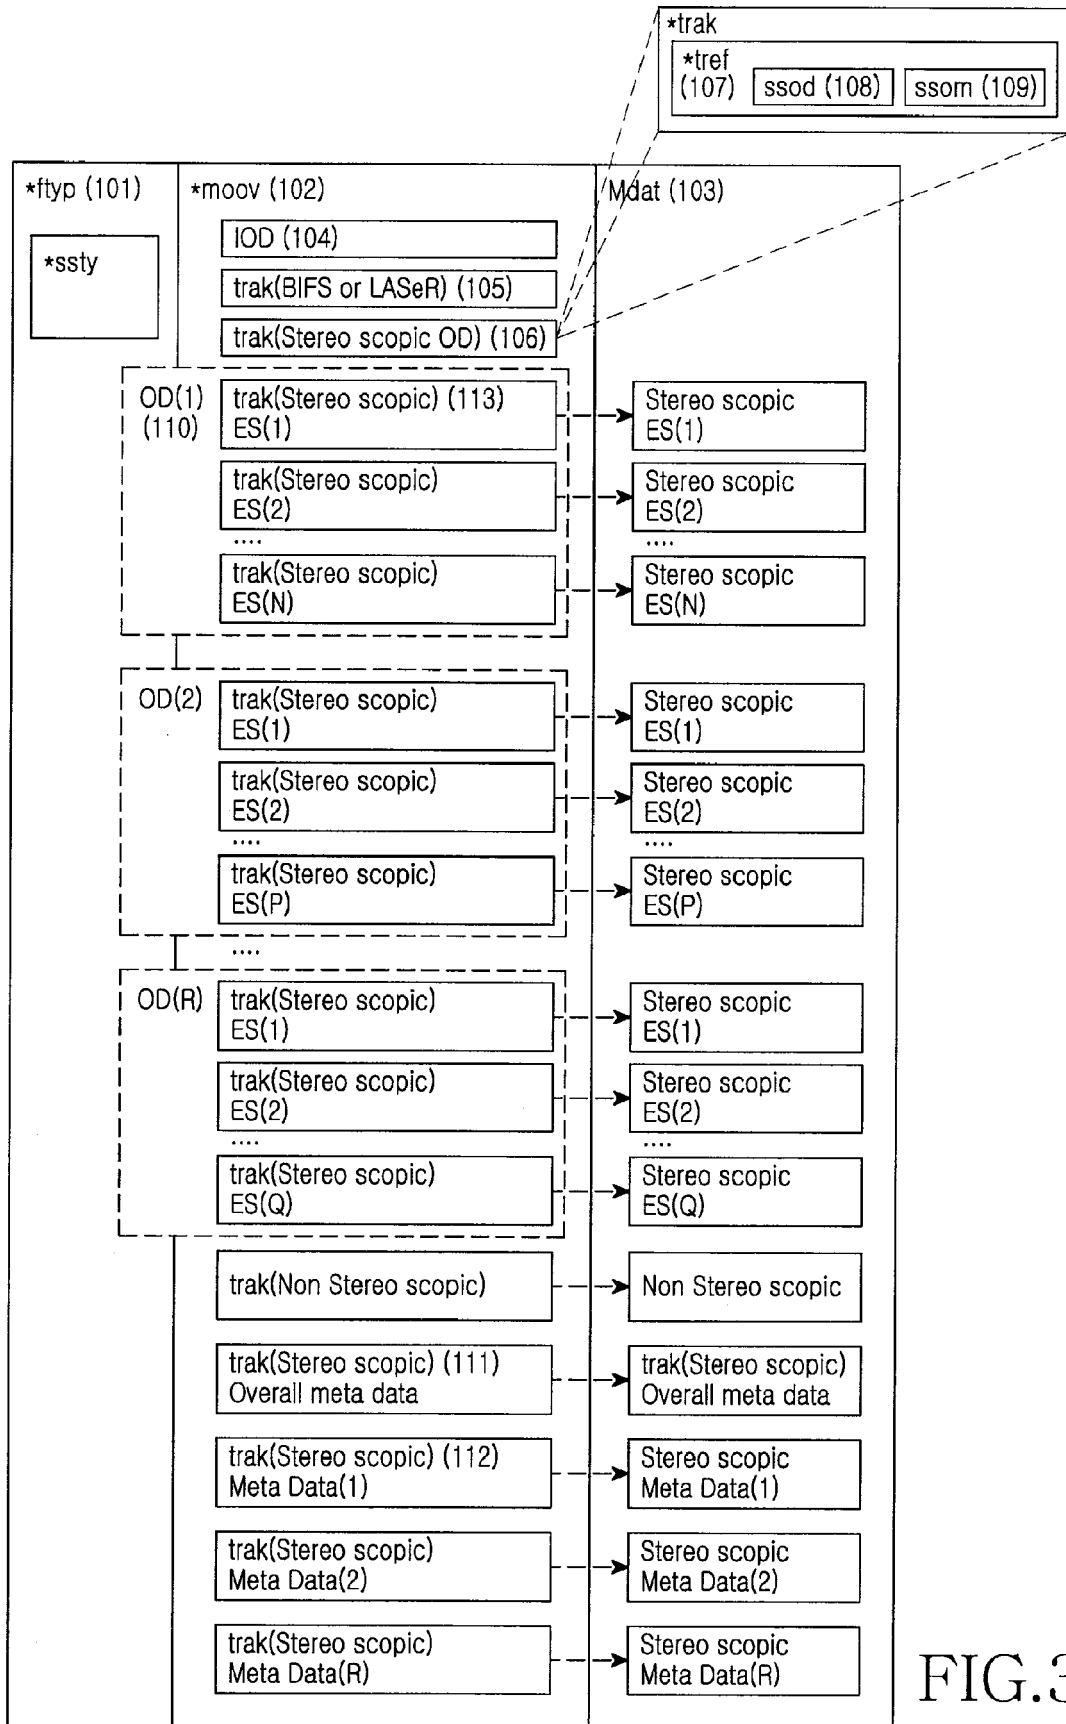 *trak
*tref
(107)
ssod (108)
ssom (109)
*ftyp (101)
*moov (102)
Mdat (103)
*ssty
IOD (104)
trak(BIFS or LASeR) (105)
trak(Stereo scopic OD) (106)
OD(1)
(110)
trak(Stereo scopic) (113)
ES(1)
Stereo scopic
ES(1)
trak(Stereo scopic)
ES(2)
Stereo scopic
ES(2)
....
....
trak(Stereo scopic)
ES(N)
Stereo scopic
ES(N)
OD(2)
trak(Stereo scopic)
ES(1)
Stereo scopic
ES(1)
trak(Stereo scopic)
ES(2)
Stereo scopic
ES(2)
....
....
trak(Stereo scopic)
ES(P)
Stereo scopic
ES(P)
....
OD(R)
trak(Stereo scopic)
ES(1)
Stereo scopic
ES(1)
trak(Stereo scopic)
ES(2)
Stereo scopic
ES(2)
....
....
trak(Stereo scopic)
ES(Q)
Stereo scopic
ES(Q)
trak(Non Stereo scopic)
Non Stereo scopic
trak(Stereo scopic) (111)
Overall meta data
trak(Stereo scopic)
Overall meta data
trak(Stereo scopic) (112)
Meta Data(1)
Stereo scopic
Meta Data(1)
trak(Stereo scopic)
Meta Data(2)
Stereo scopic
Meta Data(2)
trak(Stereo scopic)
Meta Data(R)
Stereo scopic
Meta Data(R)
FIG.3